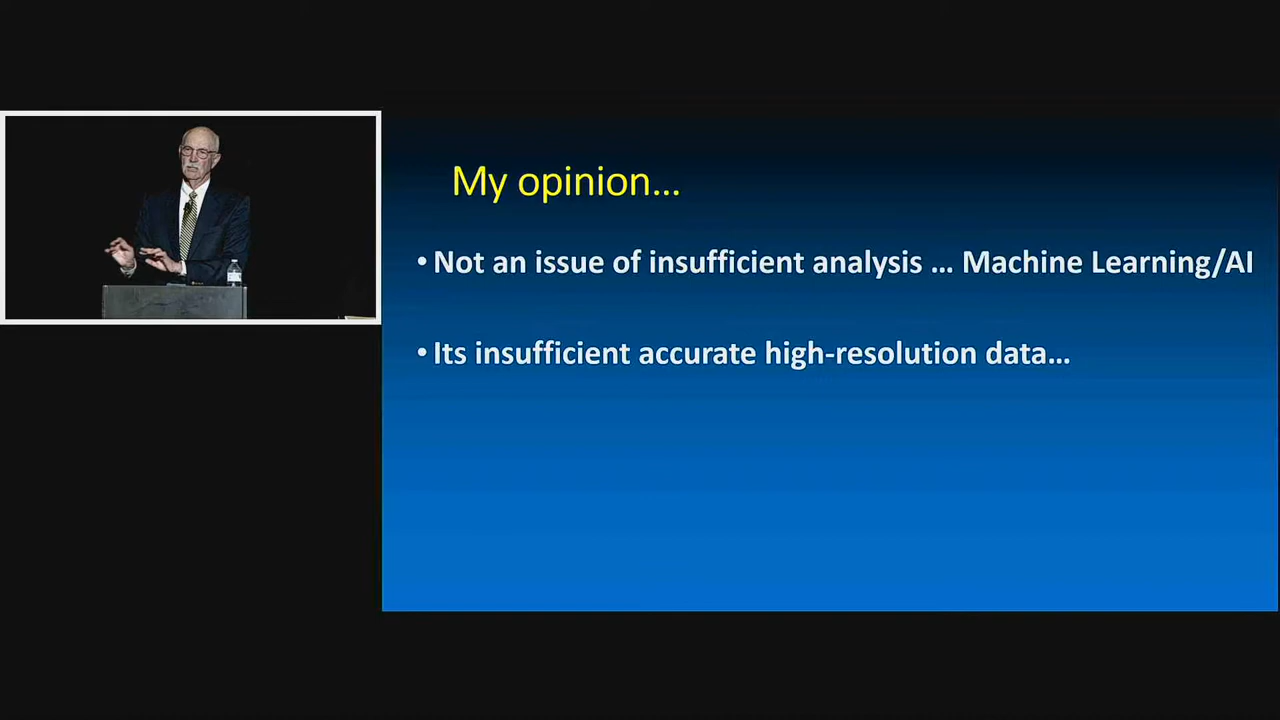 My opinion...
• Not an issue of insufficient analysis ... Machine Learning/AI
• Its insufficient accurate high-resolution data...